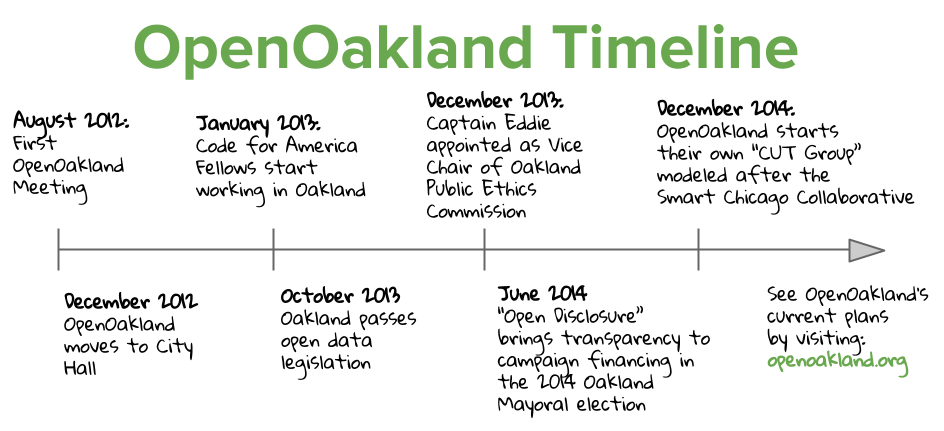 OpenOakland Timeline
August 2012:
First
OpenOakland
Meeting
January 2013:
Code for America
Fellows start
working in Oakland
December 2013:
Captain Eddie
appointed as Vice
Chair of Oakland
Public Ethics
Commission
December 2014:
OpenOakland starts
their own "CUT Group"
modeled after the
Smart Chicago Collaborative
December 2012
OpenOakland
moves to City
Hall
October 2013
Oakland passes
open data
legislation
June 2014
"Open Disclosure"
brings transparency to
campaign financing in
the 2014 Oakland
Mayoral election
See OpenOakland's
current plans
by visiting:
openoakland.org